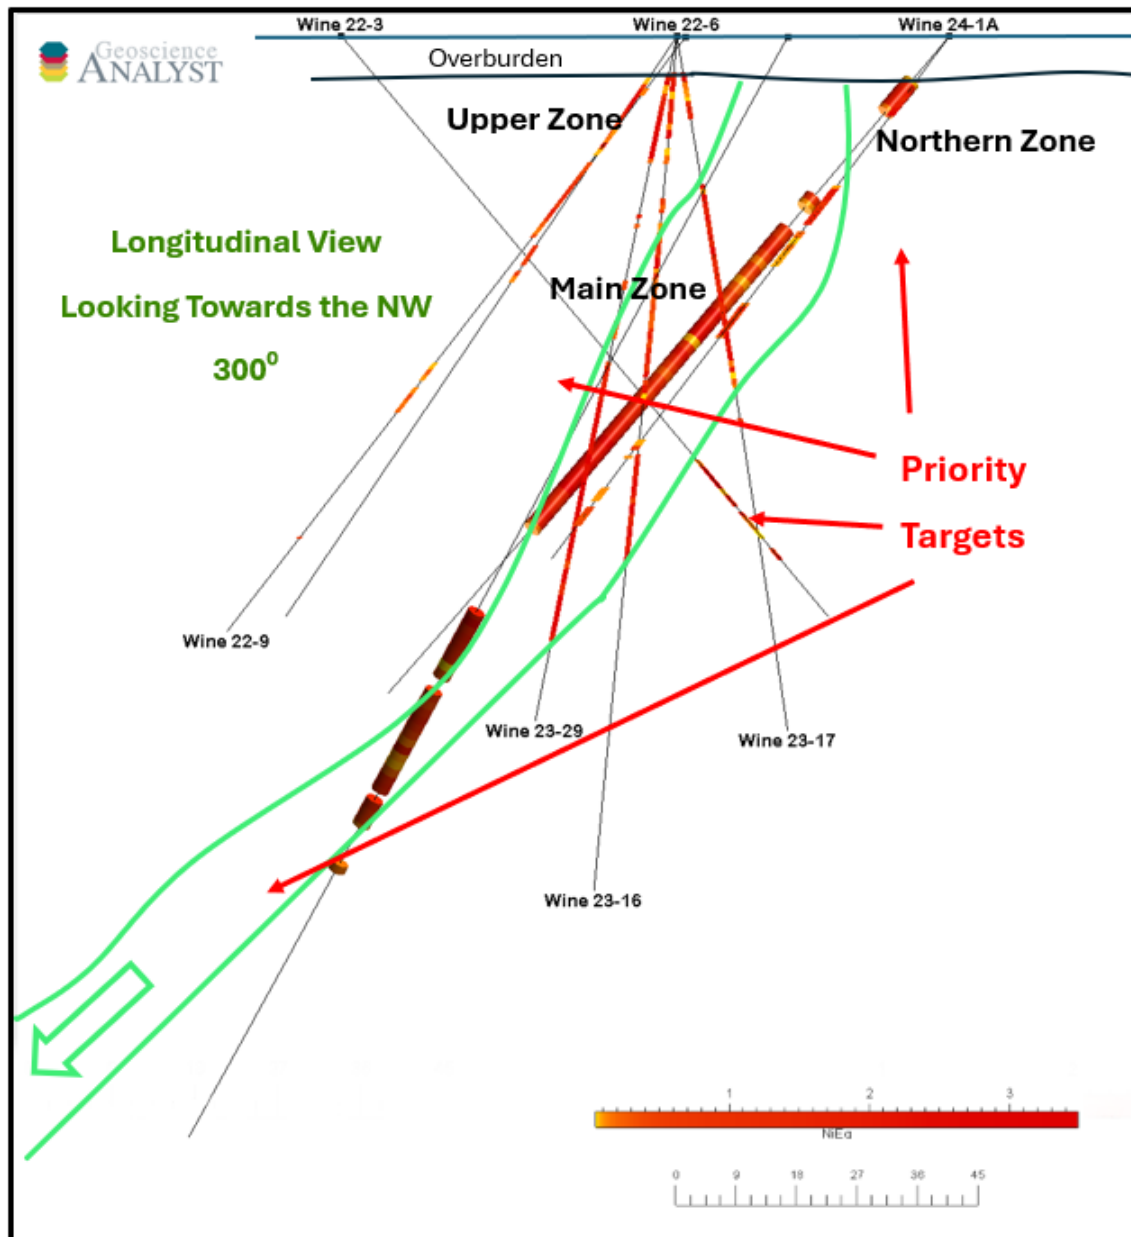 Wine 22-3
Wine 22-6
Wine 24-1A
Geoscience
ANALYST
Overburden
Upper Zone
Northern Zone
Longitudinal View
Looking Towards the NW
300⁰
Main Zone
Priority
Targets
Wine 22-9
Wine 23-29
Wine 23-17
Wine 23-16
1 2 3
NiEq
0 9 18 27 36 45